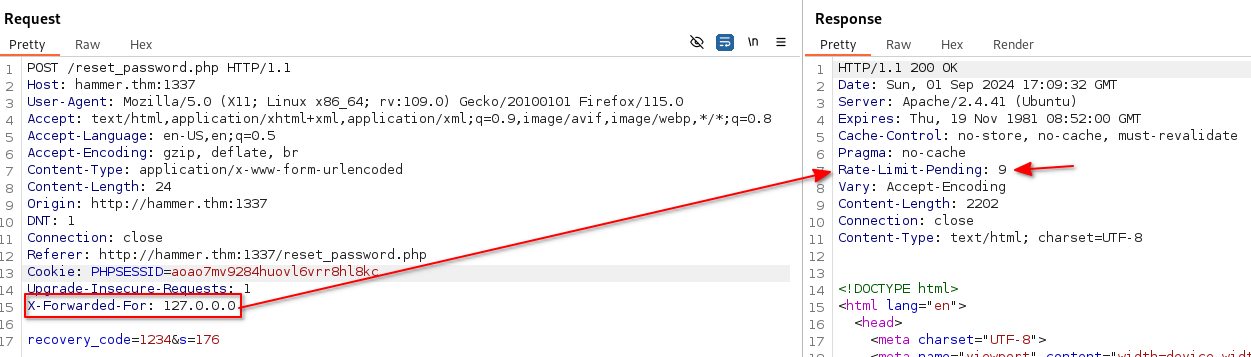 Request
Pretty Raw Hex
\n
1 POST /reset_password.php HTTP/1.1
2 Host: hammer.thm:1337
3 User-Agent: Mozilla/5.0 (X11; Linux x86_64; rv:109.0) Gecko/20100101 Firefox/115.0
4 Accept: text/html,application/xhtml+xml,application/xml;q=0.9,image/avif,image/webp,*/*;q=0.8
5 Accept-Language: en-US,en;q=0.5
6 Accept-Encoding: gzip, deflate, br
7 Content-Type: application/x-www-form-urlencoded
8 Content-Length: 24
9 Origin: http://hammer.thm:1337
10 DNT: 1
11 Connection: close
12 Referer: http://hammer.thm:1337/reset_password.php
13 Cookie: PHPSESSID=aoao7mv9284huovl6vrr8hl8kc
14 Upgrade-Insecure-Requests: 1
15 X-Forwarded-For: 127.0.0.0
16
17 recovery_code=1234&s=176
Response
Pretty Raw Hex Render
1 HTTP/1.1 200 OK
2 Date: Sun, 01 Sep 2024 17:09:32 GMT
3 Server: Apache/2.4.41 (Ubuntu)
4 Expires: Thu, 19 Nov 1981 08:52:00 GMT
5 Cache-Control: no-store, no-cache, must-revalidate
6 Pragma: no-cache
7 Rate-Limit-Pending: 9
8 Vary: Accept-Encoding
9 Content-Length: 2202
10 Connection: close
11 Content-Type: text/html; charset=UTF-8
12
13
14 <!DOCTYPE html>
15 <html lang="en">
16 <head>
17 <meta charset="UTF-8">
18 <meta name="viewport" content="width=device-width